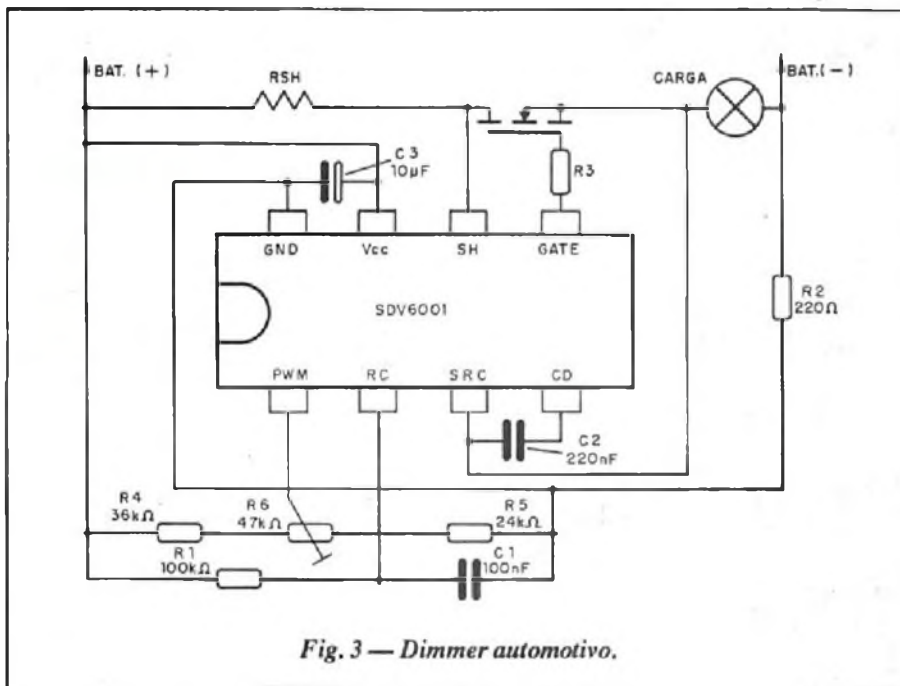 BAT. (+)
RSH
CARGA
BAT.(-)
C3
10µF
R3
GND
Vcc
SH
GATE
R2
220Ω
SDV6001
PWM
RC
SRC
CD
C2
220nF
R4
36kΩ
R6
47kΩ
R5
24kΩ
R1
100kΩ
C1
100nF
Fig. 3 — Dimmer automotivo.